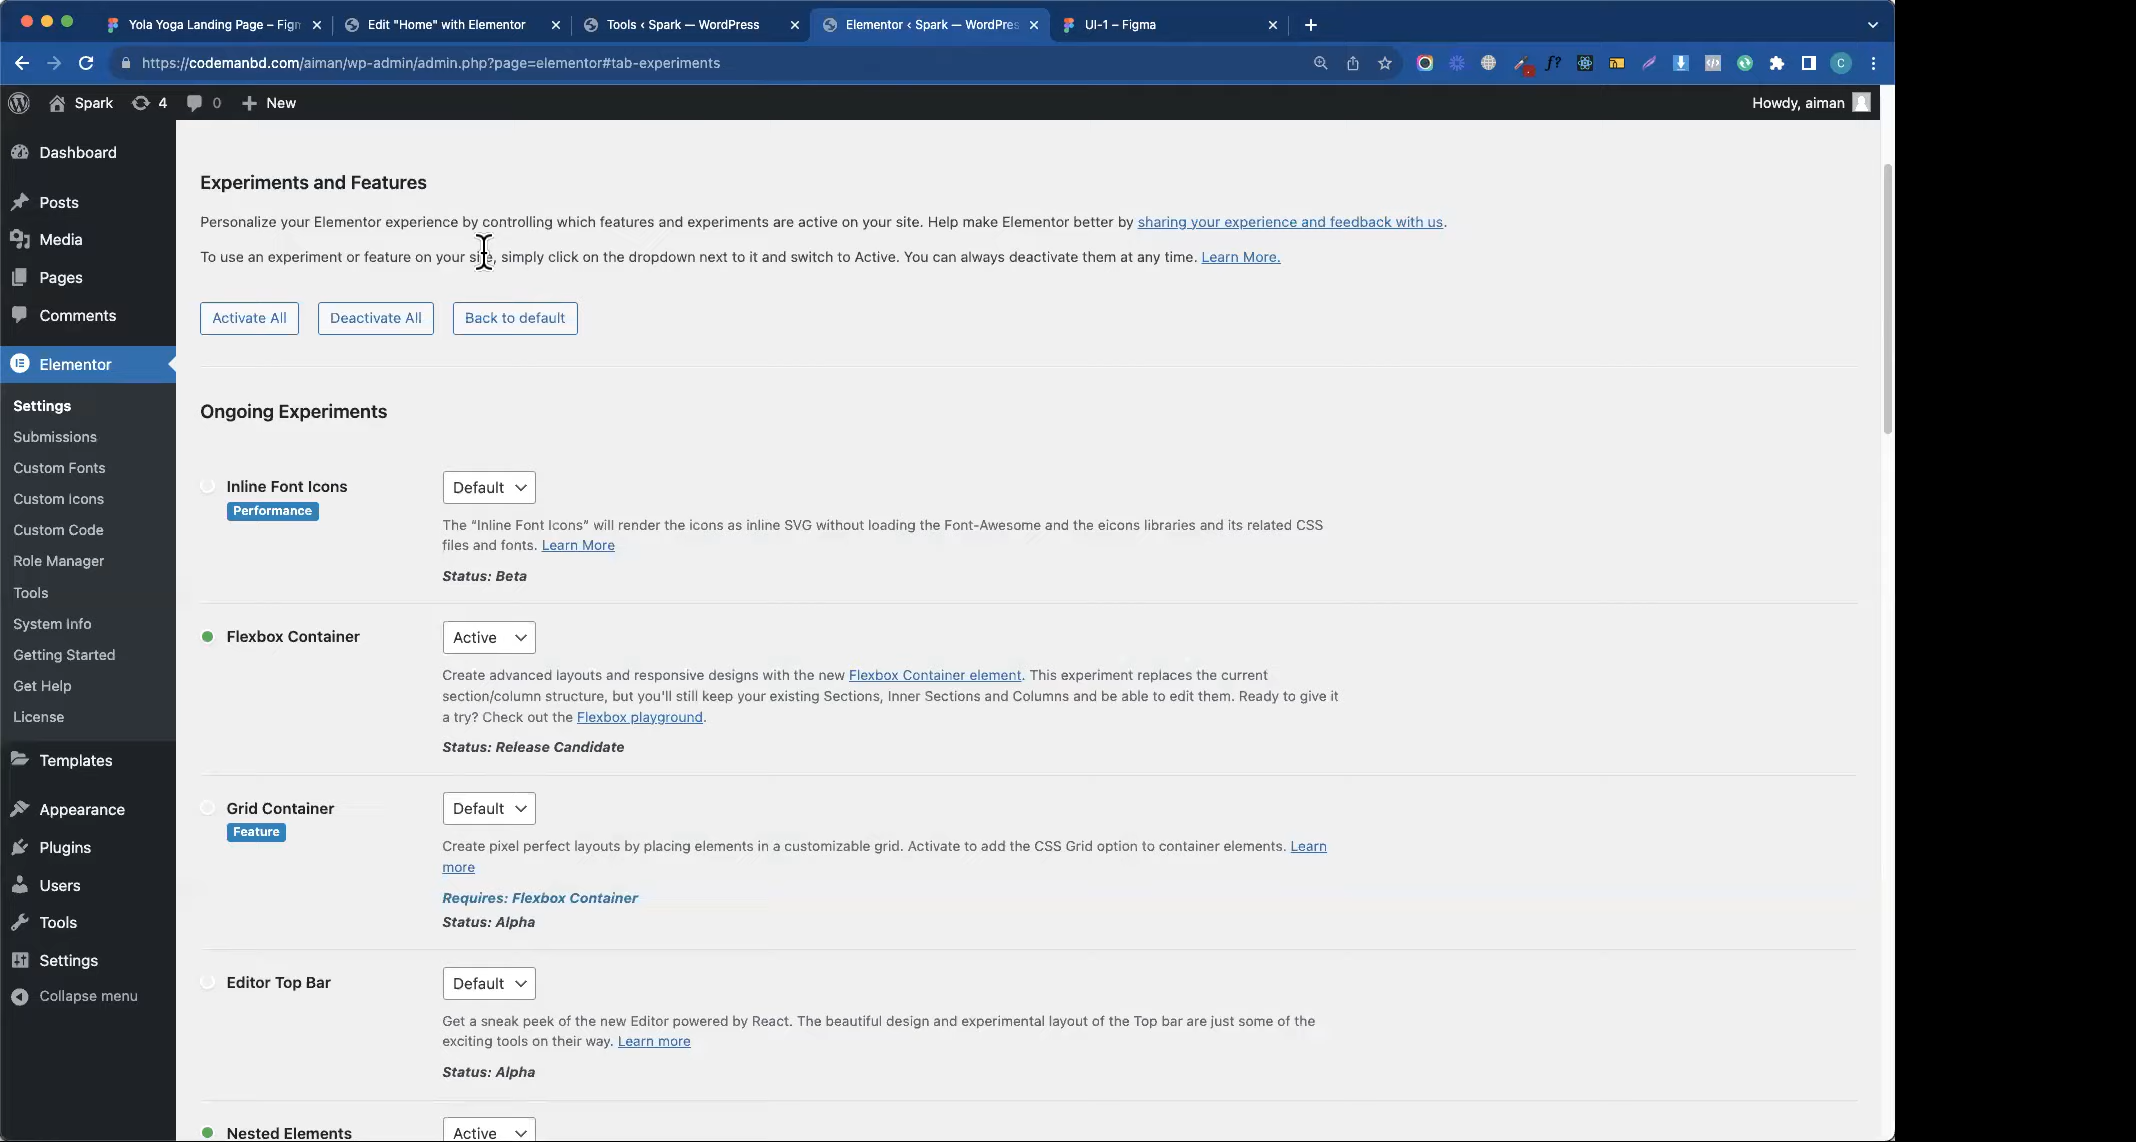 Yola Yoga Landing Page – Figm
Edit "Home" with Elementor
Tools ‹ Spark — WordPress
Elementor ‹ Spark — WordPres
UI-1 – Figma
https://codemanbd.com/aiman/wp-admin/admin.php?page=elementor#tab-experiments
Spark
4
0
New
Howdy, aiman
Dashboard
Posts
Media
Pages
Comments
Elementor
Settings
Submissions
Custom Fonts
Custom Icons
Custom Code
Role Manager
Tools
System Info
Getting Started
Get Help
License
Templates
Appearance
Plugins
Users
Tools
Settings
Collapse menu
Experiments and Features
Personalize your Elementor experience by controlling which features and experiments are active on your site. Help make Elementor better by sharing your experience and feedback with us.
To use an experiment or feature on your site, simply click on the dropdown next to it and switch to Active. You can always deactivate them at any time. Learn More.
Activate All
Deactivate All
Back to default
Ongoing Experiments
Inline Font Icons
Performance
Default
The "Inline Font Icons" will render the icons as inline SVG without loading the Font-Awesome and the eicons libraries and its related CSS
files and fonts. Learn More
Status: Beta
Flexbox Container
Active
Create advanced layouts and responsive designs with the new Flexbox Container element. This experiment replaces the current
section/column structure, but you'll still keep your existing Sections, Inner Sections and Columns and be able to edit them. Ready to give it
a try? Check out the Flexbox playground.
Status: Release Candidate
Grid Container
Feature
Default
Create pixel perfect layouts by placing elements in a customizable grid. Activate to add the CSS Grid option to container elements. Learn
more
Requires: Flexbox Container
Status: Alpha
Editor Top Bar
Default
Get a sneak peek of the new Editor powered by React. The beautiful design and experimental layout of the Top bar are just some of the
exciting tools on their way. Learn more
Status: Alpha
Nested Elements
Active